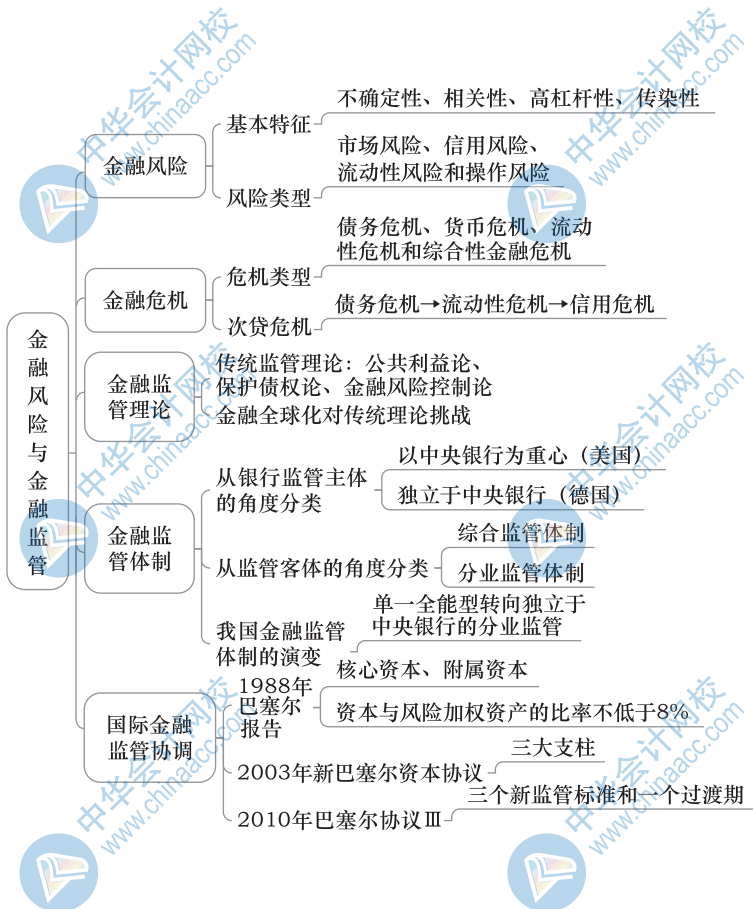 金融风险与金融监管
金融风险
基本特征
不确定性、相关性、高杠杆性、传染性
风险类型
市场风险、信用风险、
流动性风险和操作风险
金融危机
危机类型
债务危机、货币危机、流动
性危机和综合性金融危机
次贷危机
债务危机→流动性危机→信用危机
金融监
管理论
传统监管理论：公共利益论、
保护债权论、金融风险控制论
金融全球化对传统理论挑战
金融监
管体制
从银行监管主体
的角度分类
以中央银行为重心（美国）
独立于中央银行（德国）
从监管客体的角度分类
综合监管体制
分业监管体制
我国金融监管
体制的演变
单一全能型转向独立于
中央银行的分业监管
国际金融
监管协调
1988年
巴塞尔
报告
核心资本、附属资本
资本与风险加权资产的比率不低于8%
2003年新巴塞尔资本协议
三大支柱
2010年巴塞尔协议Ⅲ
三个新监管标准和一个过渡期
中华会计网校
www.chinaacc.com
中华会计网校
www.chinaacc.com
中华会计网校
www.chinaacc.com
中华会计网校
www.chinaacc.com
中华会计网校
www.chinaacc.com
中华会计网校
www.chinaacc.com